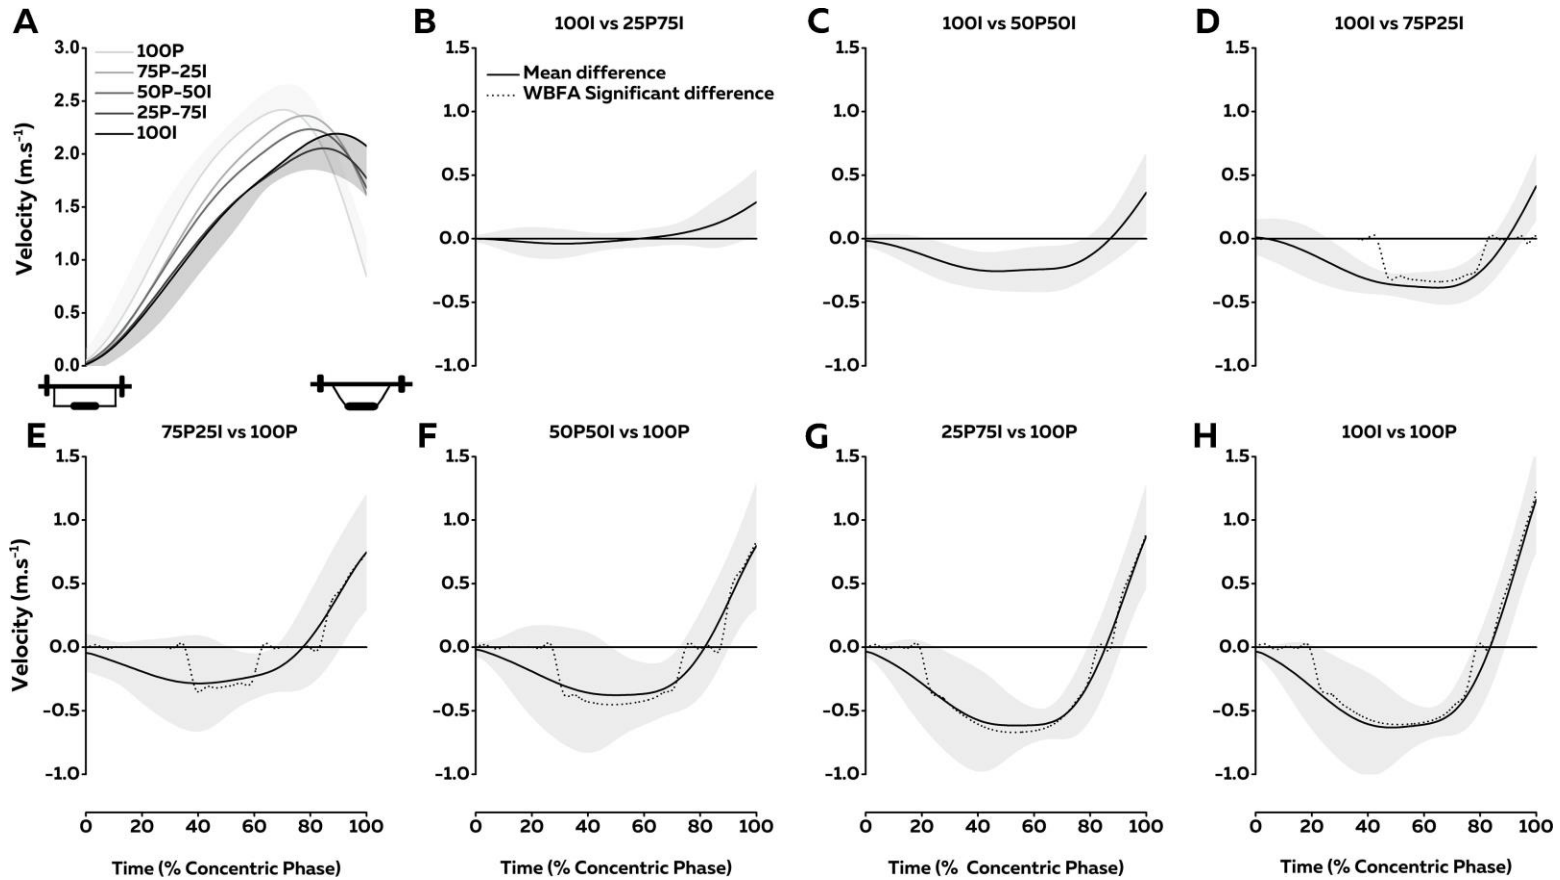 A
3.0
2.5
2.0
1.5
1.0
0.5
0.0
Velocity (m.s⁻¹)
100P
75P-25I
50P-50I
25P-75I
100I
B
100I vs 25P75I
1.5
1.0
0.5
0.0
-0.5
-1.0
Mean difference
WBFA Significant difference
C
100I vs 50P50I
1.5
1.0
0.5
0.0
-0.5
-1.0
D
100I vs 75P25I
1.5
1.0
0.5
0.0
-0.5
-1.0
E
75P25I vs 100P
1.5
1.0
0.5
0.0
-0.5
-1.0
Velocity (m.s⁻¹)
0 20 40 60 80 100
Time (% Concentric Phase)
F
50P50I vs 100P
1.5
1.0
0.5
0.0
-0.5
-1.0
0 20 40 60 80 100
Time (% Concentric Phase)
G
25P75I vs 100P
1.5
1.0
0.5
0.0
-0.5
-1.0
0 20 40 60 80 100
Time (% Concentric Phase)
H
100I vs 100P
1.5
1.0
0.5
0.0
-0.5
-1.0
0 20 40 60 80 100
Time (% Concentric Phase)